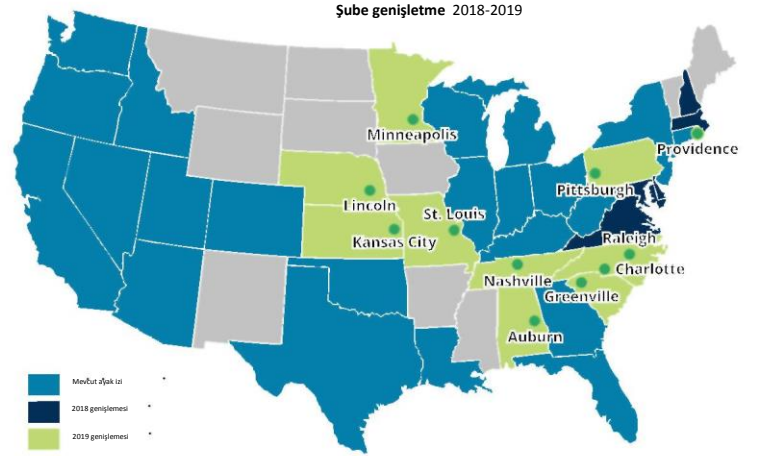 Şube genişletme 2018-2019
Minneapolis
Providence
Pittsburgh
Lincoln
St. Louis
Kansas City
Raleigh
Charlotte
Nashville
Greenville
Auburn
Mevcut ayak izi
2018 genişlemesi
2019 genişlemesi